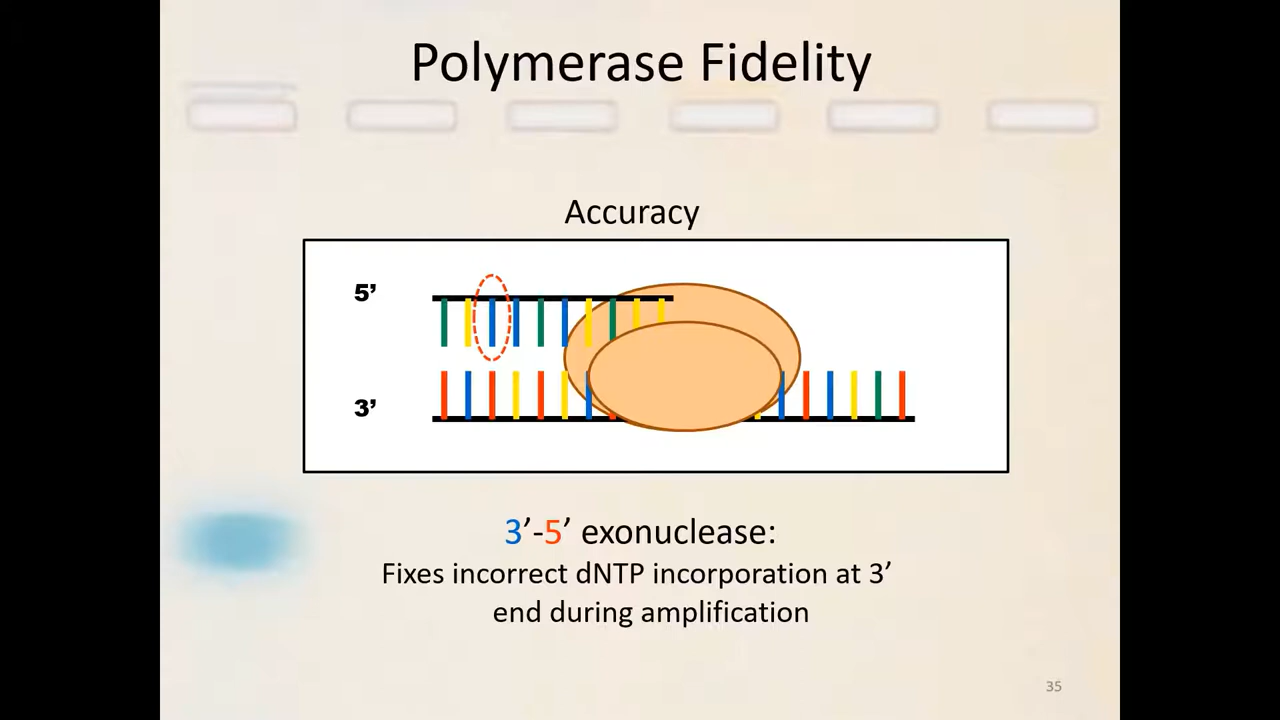 Polymerase Fidelity
Accuracy
5’
3’
3’-5’ exonuclease:
Fixes incorrect dNTP incorporation at 3’
end during amplification
35